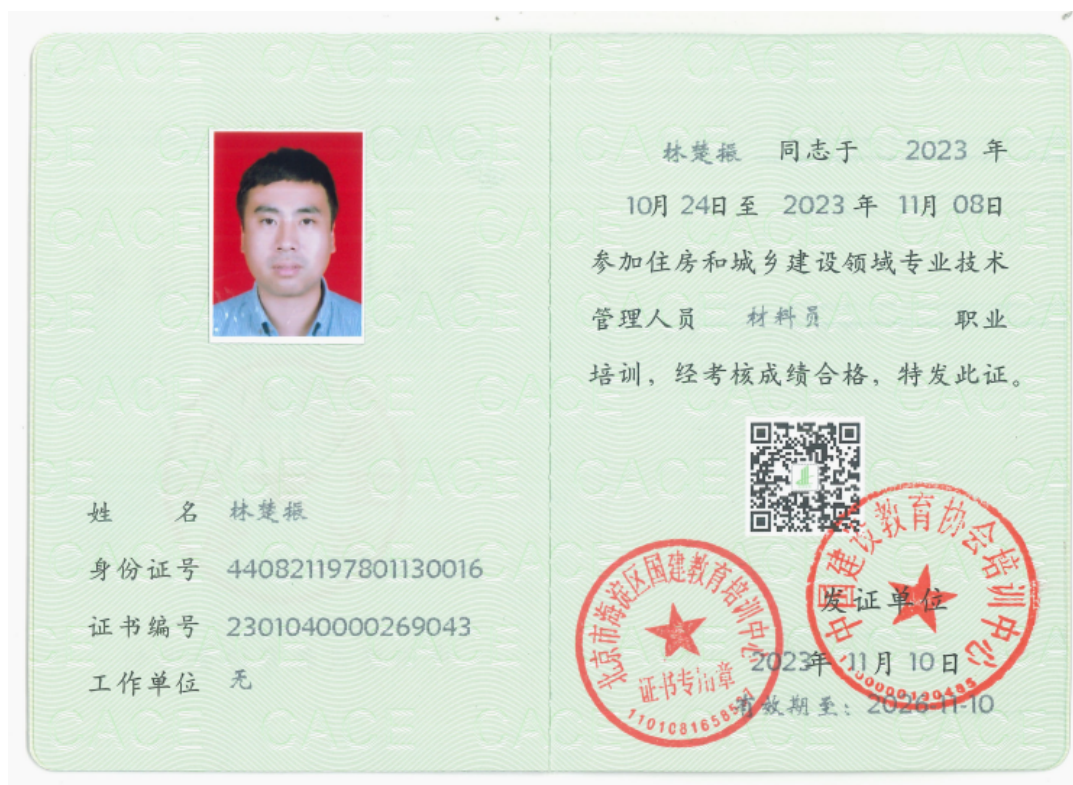 姓 名 林楚振
身份证号 440821197801130016
证书编号 2301040000269043
工作单位 无
林楚振 同志于 2023 年
10月 24日至 2023 年 11月 08日
参加住房和城乡建设领域专业技术
管理人员 材料员 职业
培训，经考核成绩合格，特发此证。
发证单位
2023年 11月 10日
有效期至：2026-11-10
北京市海淀区国建教育培训中心
证书专用章
中国建设教育协会培训中心
CACE